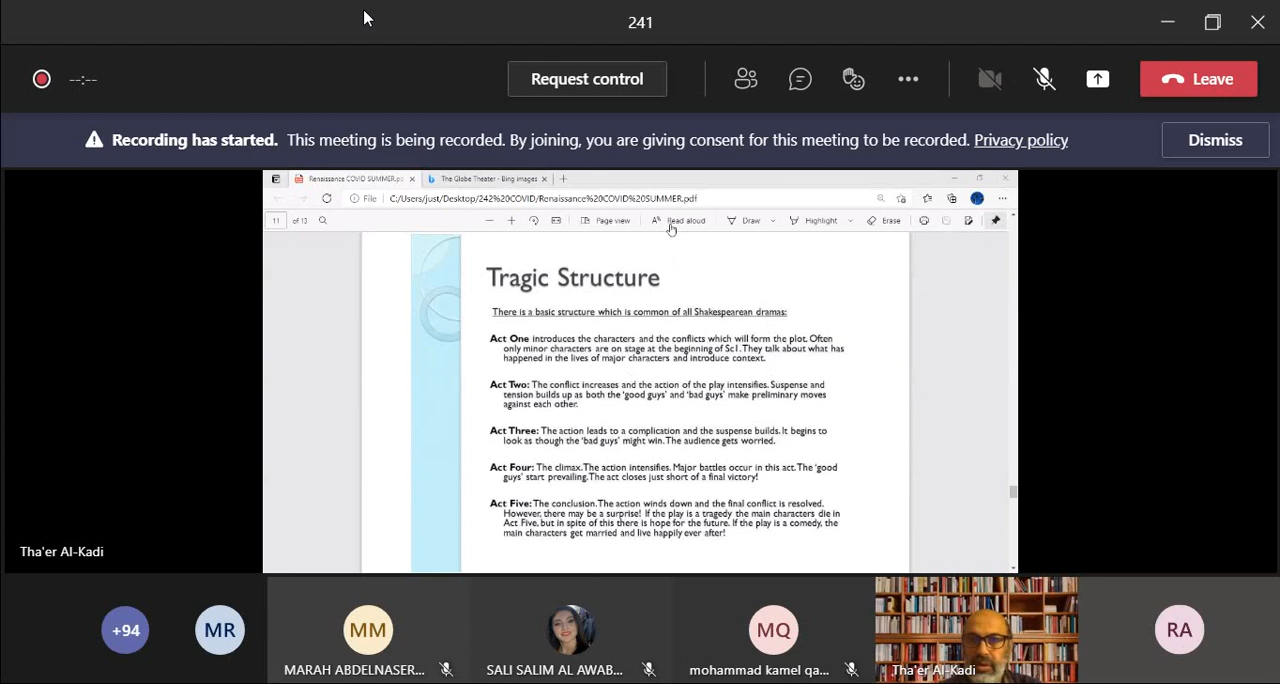 241
--:--
Request control
Leave
Recording has started. This meeting is being recorded. By joining, you are giving consent for this meeting to be recorded. Privacy policy
Dismiss
Renaissance COVID SUMMER.p
The Globe Theater - Bing images
File
C:/Users/just/Desktop/242%20COVID/Renaissance%20COVID%20SUMMER.pdf
11 of 13
Page view
Read aloud
Draw
Highlight
Erase
Tragic Structure
There is a basic structure which is common of all Shakespearean dramas:
Act One introduces the characters and the conflicts which will form the plot. Often
only minor characters are on stage at the beginning of Sc1. They talk about what has
happened in the lives of major characters and introduce context.
Act Two: The conflict increases and the action of the play intensifies. Suspense and
tension builds up as both the 'good guys' and 'bad guys' make preliminary moves
against each other.
Act Three: The action leads to a complication and the suspense builds. It begins to
look as though the 'bad guys' might win. The audience gets worried.
Act Four: The climax. The action intensifies. Major battles occur in this act. The 'good
guys' start prevailing. The act closes just short of a final victory!
Act Five: The conclusion. The action winds down and the final conflict is resolved.
However, there may be a surprise! If the play is a tragedy the main characters die in
Act Five, but in spite of this there is hope for the future. If the play is a comedy, the
main characters get married and live happily ever after!
Tha'er Al-Kadi
+94
MR
MM
MQ
RA
MARAH ABDELNASER...
SALI SALIM AL AWAB...
mohammad kamel qa...
Tha'er Al-Kadi